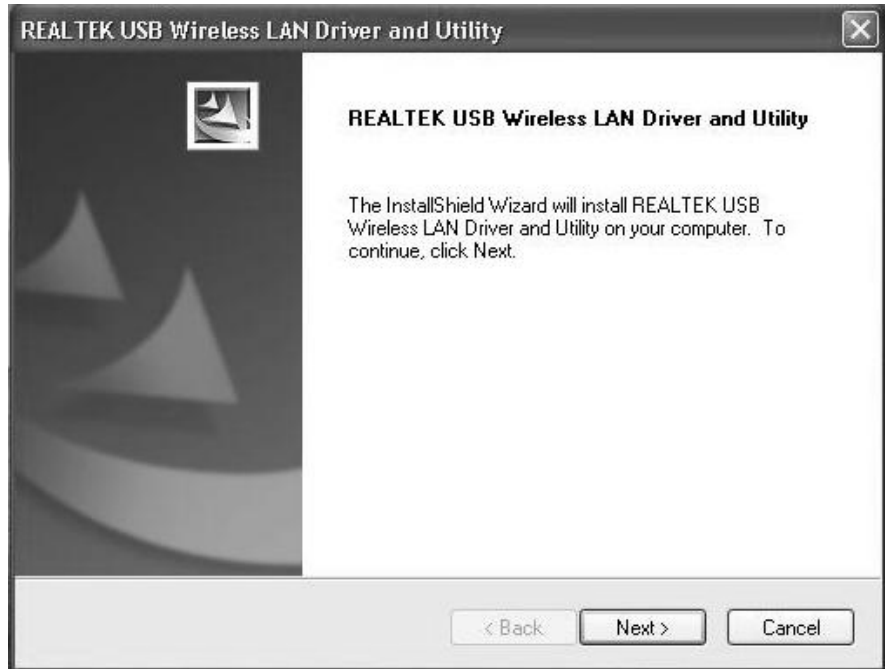 REALTEK USB Wireless LAN Driver and Utility
REALTEK USB Wireless LAN Driver and Utility
The InstallShield Wizard will install REALTEK USB
Wireless LAN Driver and Utility on your computer. To
continue, click Next.
< Back Next > Cancel